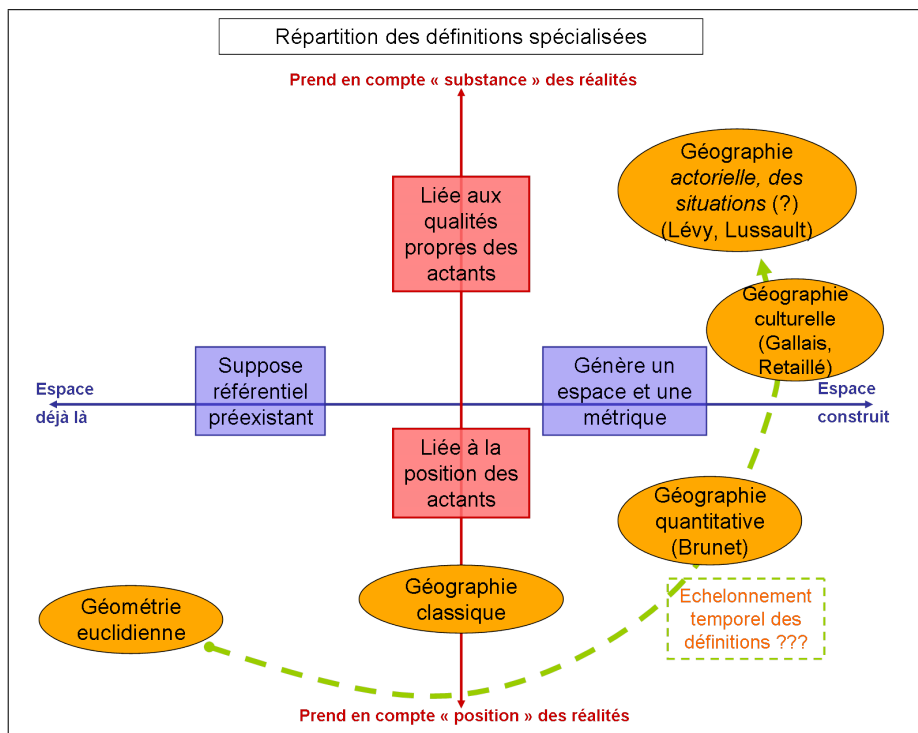 Répartition des définitions spécialisées
Prend en compte « substance » des réalités
Géographie
actorielle, des
situations (?)
(Lévy, Lussault)
Liée aux
qualités
propres des
actants
Géographie
culturelle
(Gallais,
Retaillé)
Suppose
référentiel
préexistant
Génère un
espace et une
métrique
Espace
déjà là
Espace
construit
Liée à la
position des
actants
Géographie
quantitative
(Brunet)
Géographie
classique
Géométrie
euclidienne
Echelonnement
temporel des
définitions ???
Prend en compte « position » des réalités